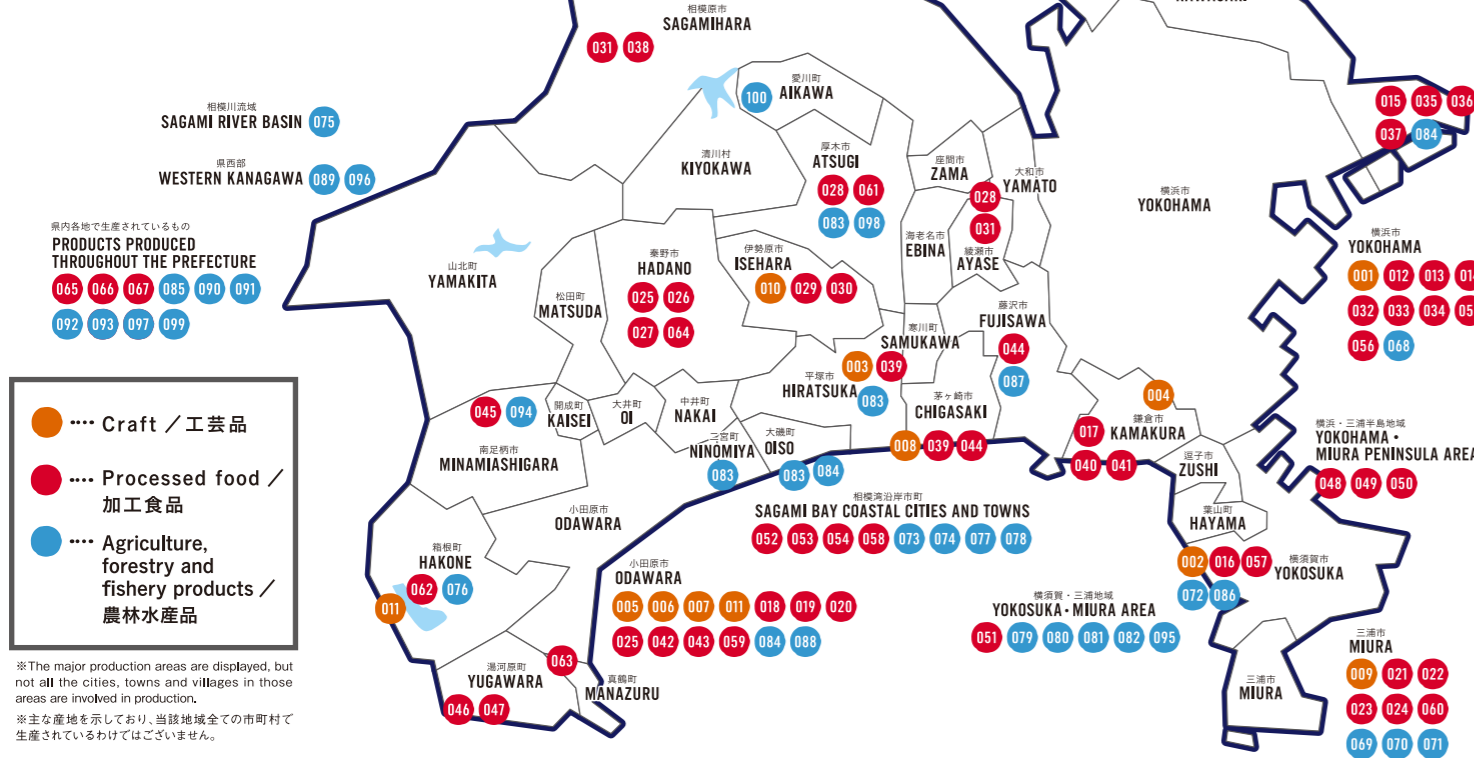 相模原市
SAGAMIHARA
031 038
愛川町
AIKAWA
100
相模川流域
SAGAMI RIVER BASIN 075
県西部
WESTERN KANAGAWA 089 096
県内各地で生産されているもの
PRODUCTS PRODUCED
THROUGHOUT THE PREFECTURE
065 066 067 085 090 091
092 093 097 099
清川村
KIYOKAWA
厚木市
ATSUGI
028 061
083 098
座間市
ZAMA
大和市
YAMATO
海老名市
EBINA
028
031
綾瀬市
AYASE
横浜市
YOKOHAMA
015 035 036
037 084
横浜市
YOKOHAMA
001 012 013
032 033 034
056 068
山北町
YAMAKITA
松田町
MATSUDA
秦野市
HADANO
025 026
027 064
伊勢原市
ISEHARA
010 029 030
藤沢市
FUJISAWA
044
087
寒川町
SAMUKAWA
平塚市
HIRATSUKA
003 039
083
茅ヶ崎市
CHIGASAKI
008 039 044
004
鎌倉市
KAMAKURA
017
040 041
逗子市
ZUSHI
葉山町
HAYAMA
横浜・三浦半島地域
YOKOHAMA・
MIURA PENINSULA AREA
048 049 050
045 094
南足柄市
MINAMIASHIGARA
開成町
KAISEI
大井町
OI
中井町
NAKAI
二宮町
NINOMIYA
083
大磯町
OISO
083 084
相模湾沿岸市町
SAGAMI BAY COASTAL CITIES AND TOWNS
052 053 054 058 073 074 077 078
小田原市
ODAWARA
箱根町
HAKONE
062 076
011
小田原市
ODAWARA
005 006 007 011 018 019 020
025 042 043 059 084 088
横須賀・三浦地域
YOKOSUKA・MIURA AREA
051 079 080 081 082 095
002 016 057
072 086
横須賀市
YOKOSUKA
063
湯河原町
YUGAWARA
046 047
真鶴町
MANAZURU
三浦市
MIURA
三浦市
MIURA
009 021 022
023 024 060
069 070 071
···· Craft／工芸品
···· Processed food／
加工食品
···· Agriculture,
forestry and
fishery products／
農林水産品
※The major production areas are displayed, but
not all the cities, towns and villages in those
areas are involved in production.
※主な産地を示しており、当該地域全ての市町村で
生産されているわけではございません。